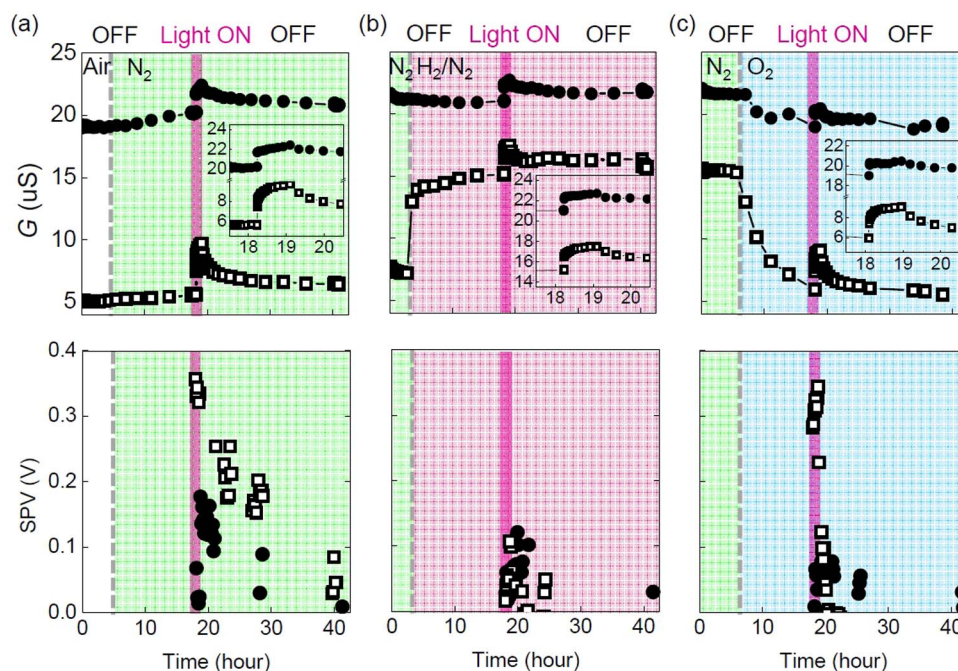 (a) OFF Light ON OFF (b) OFF Light ON OFF (c) OFF Light ON OFF
Air N₂ N₂ H₂/N₂ N₂ O₂
G (uS)
25
20
15
10
5
22
20
8
6
18 19 20
24
22
18
16
14
18 19 20
22
20
8
6
18 19 20
SPV (V)
0.4
0.3
0.2
0.1
0.0
0 10 20 30 40 0 10 20 30 40 0 10 20 30 40
Time (hour) Time (hour) Time (hour)